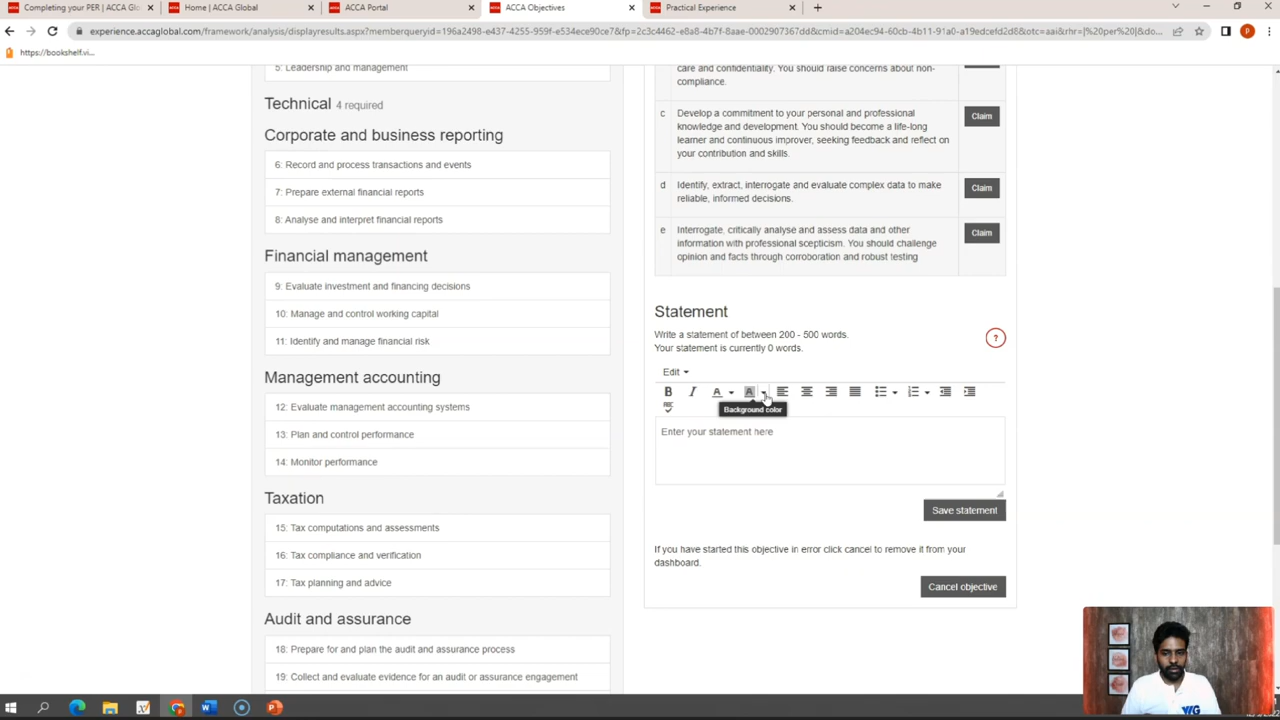 Completing your PER | ACCA Glo
Home | ACCA Global
ACCA Portal
ACCA Objectives
Practical Experience
experience.accaglobal.com/framework/analysis/displayresults.aspx?memberqueryid=196a2498-e437-4255-959f-e534ece90ce7&fp=2c3c4462-e8a8-4b7f-8aae-3002757367dd&cmid=a204ec94-60cb-4b11-91a0-a19edcefd2d8&otc=aati&rhr=|%20per%20|&do...
P
https://bookshelf.vi...
5: Leadership and management
Technical 4 required
Corporate and business reporting
6: Record and process transactions and events
7: Prepare external financial reports
8: Analyse and interpret financial reports
Financial management
9: Evaluate investment and financing decisions
10: Manage and control working capital
11: Identify and manage financial risk
Management accounting
12: Evaluate management accounting systems
13: Plan and control performance
14: Monitor performance
Taxation
15: Tax computations and assessments
16: Tax compliance and verification
17: Tax planning and advice
Audit and assurance
18: Prepare for and plan the audit and assurance process
19: Collect and evaluate evidence for an audit or assurance engagement
care and confidentiality. You should raise concerns about non-
compliance.
c Develop a commitment to your personal and professional Claim
knowledge and development. You should become a life-long
learner and continuous improver, seeking feedback and reflect on
your contribution and skills.
d Identify, extract, interrogate and evaluate complex data to make Claim
reliable, informed decisions.
e Interrogate, critically analyse and assess data and other Claim
information with professional scepticism. You should challenge
opinion and facts through corroboration and robust testing
Statement
Write a statement of between 200 - 500 words.
Your statement is currently 0 words.
?
Edit
B I A A
ABC
Background color
Enter your statement here
Save statement
If you have started this objective in error click cancel to remove it from your
dashboard.
Cancel objective